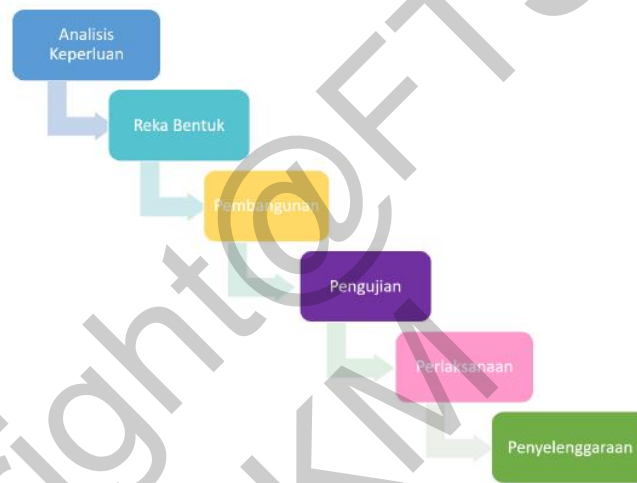 Analisis
Keperluan
Reka Bentuk
Pembangunan
Pengujian
Perlaksanaan
Penyelenggaraan